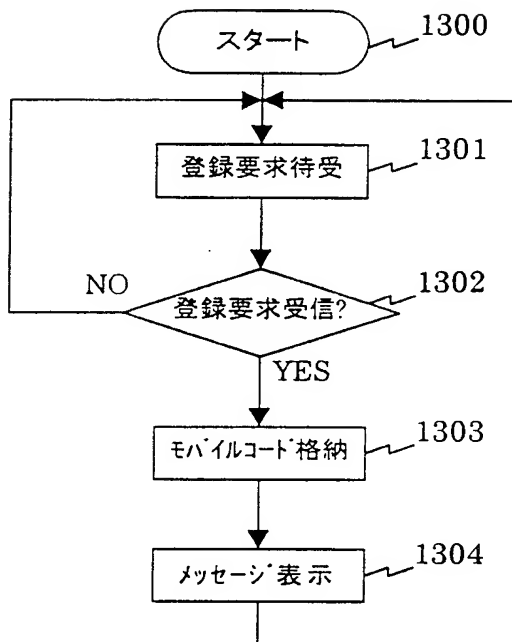 スタート
1300
登録要求待受
1301
登録要求受信?
1302
NO
YES
モバイルコード格納
1303
メッセージ表示
1304